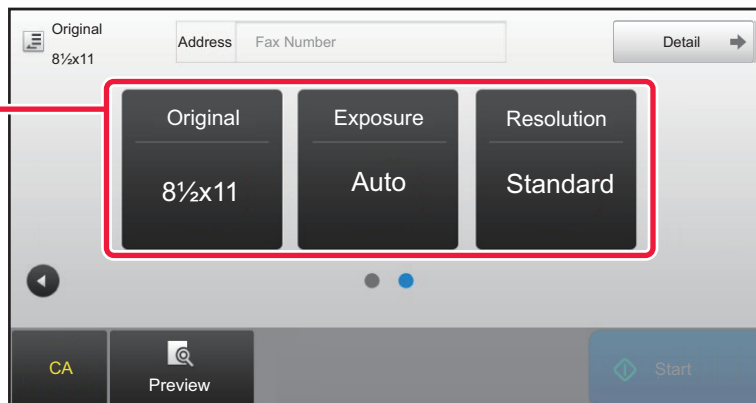 Original
8½x11
Address Fax Number
Detail
Original
8½x11
Exposure
Auto
Resolution
Standard
CA
Preview
Start